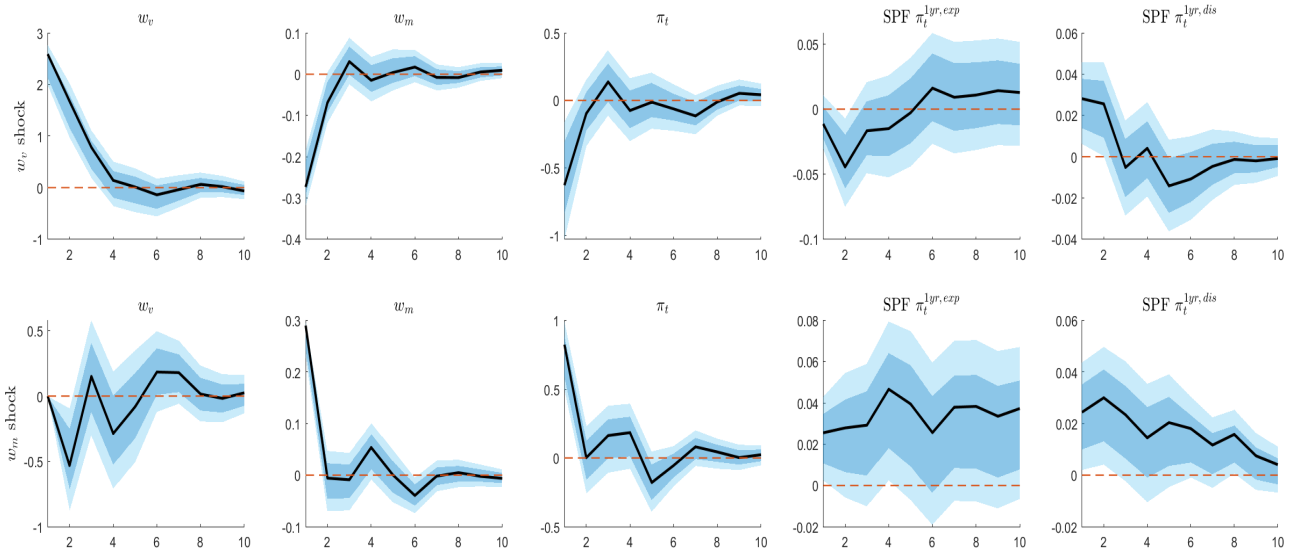 w_v
w_m
π_t
SPF π_t^{1yr,exp}
SPF π_t^{1yr,dis}
w_v shock
3
2
1
0
-1
2 4 6 8 10
0.1
0
-0.1
-0.2
-0.3
-0.4
2 4 6 8 10
0.5
0
-0.5
-1
2 4 6 8 10
0.05
0
-0.05
-0.1
2 4 6 8 10
0.06
0.04
0.02
0
-0.02
-0.04
2 4 6 8 10
w_v
w_m
π_t
SPF π_t^{1yr,exp}
SPF π_t^{1yr,dis}
w_m shock
0.5
0
-0.5
-1
2 4 6 8 10
0.3
0.2
0.1
0
-0.1
2 4 6 8 10
1
0.5
0
-0.5
2 4 6 8 10
0.08
0.06
0.04
0.02
0
-0.02
2 4 6 8 10
0.06
0.04
0.02
0
-0.02
2 4 6 8 10